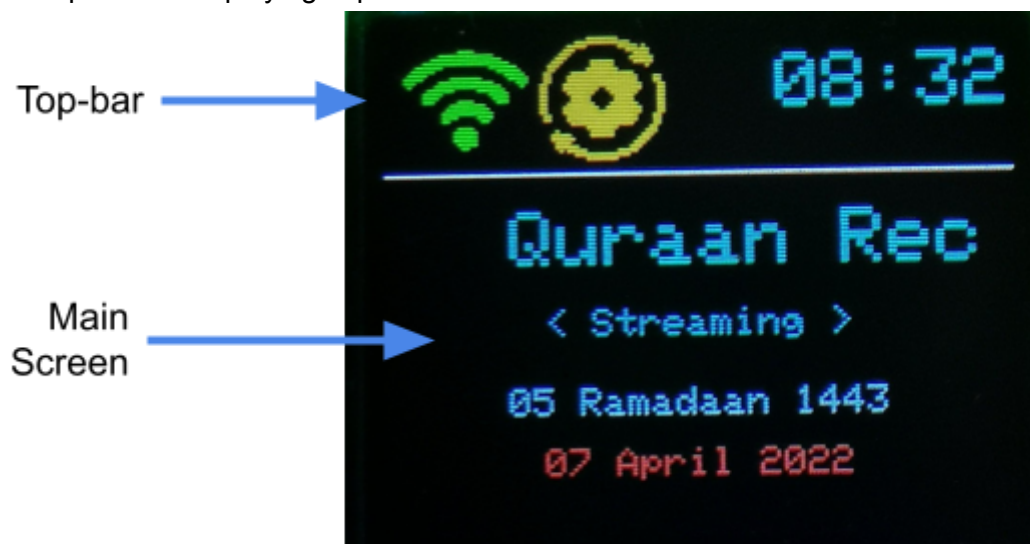 Top-bar
08:32
Quraan Rec
< Streaming >
Main
Screen
05 Ramadaan 1443
07 April 2022